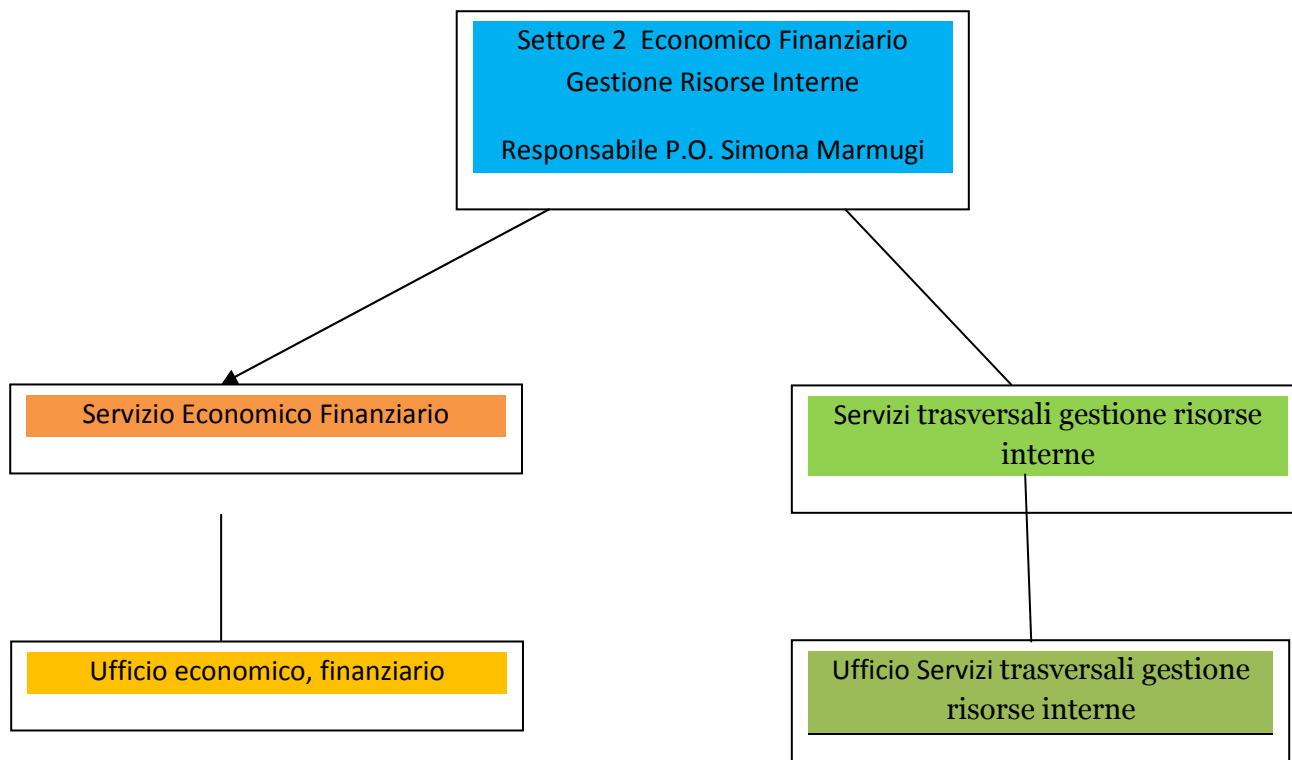 Settore 2  Economico Finanziario
Gestione Risorse Interne
Responsabile P.O. Simona Marmugi
Servizio Economico Finanziario
Servizi trasversali gestione risorse
interne
Ufficio economico, finanziario
Ufficio Servizi trasversali gestione
risorse interne